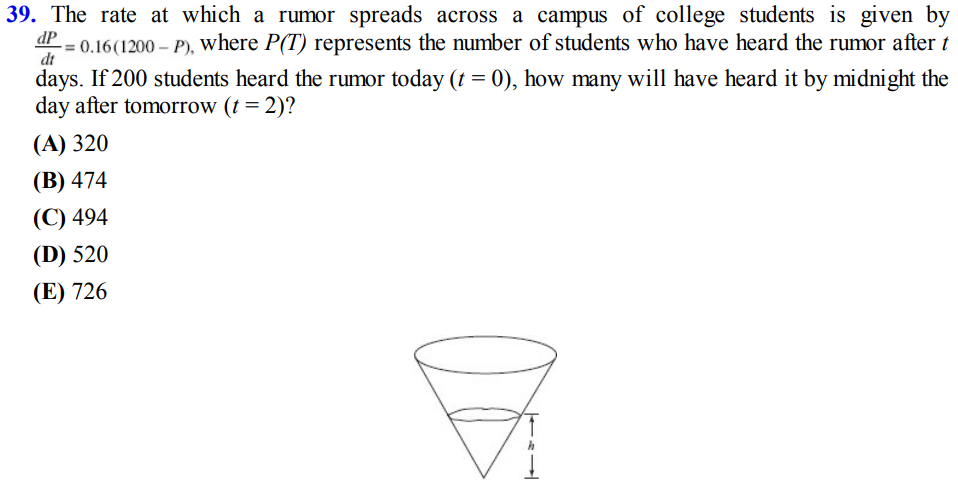 39. The rate at which a rumor spreads across a campus of college students is given by
dP/dt = 0.16(1200 – P), where P(T) represents the number of students who have heard the rumor after t
days. If 200 students heard the rumor today (t = 0), how many will have heard it by midnight the
day after tomorrow (t = 2)?
(A) 320
(B) 474
(C) 494
(D) 520
(E) 726
h